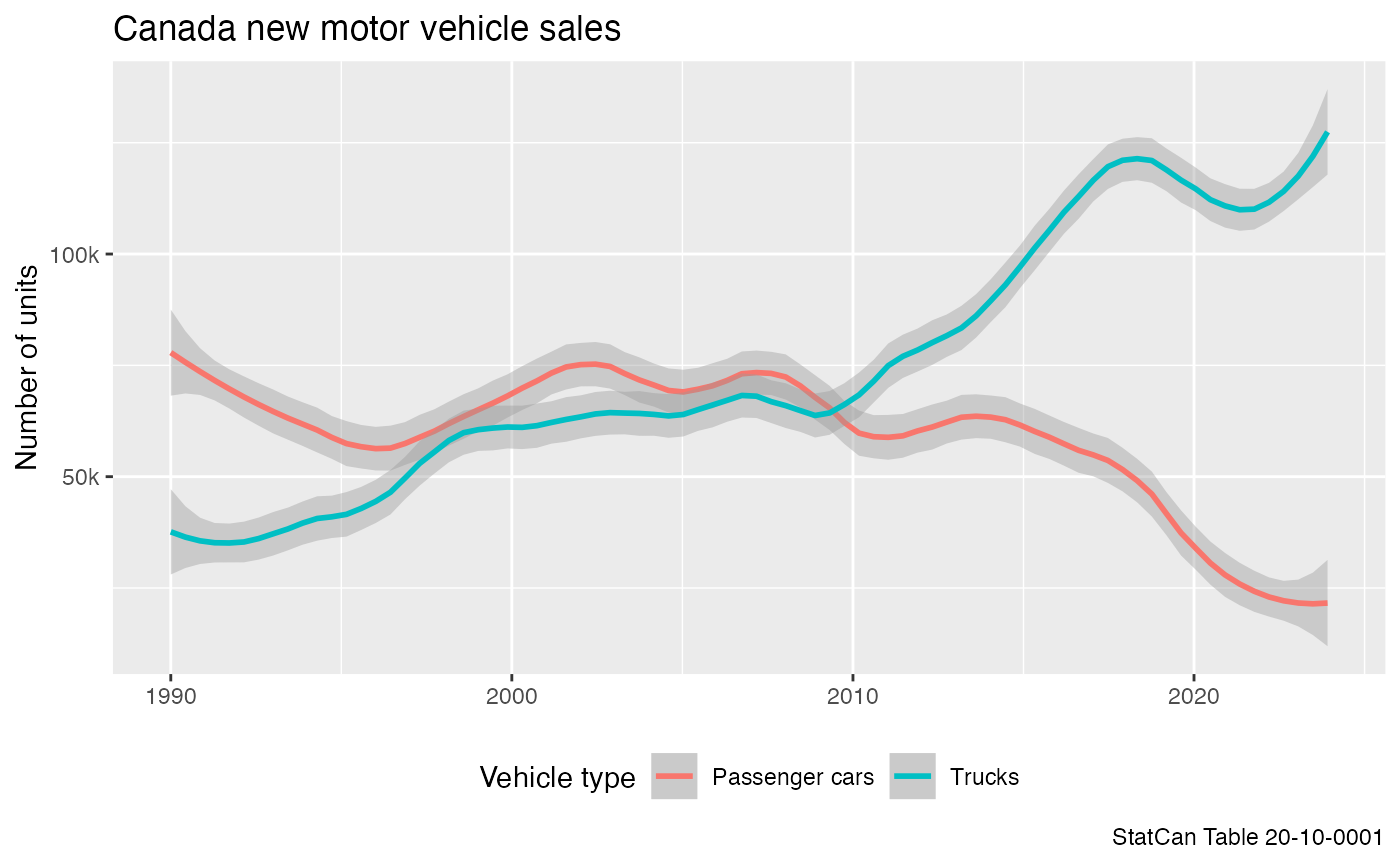 Canada new motor vehicle sales
Number of units
100k
50k
1990 2000 2010 2020
Vehicle type Passenger cars Trucks
StatCan Table 20-10-0001